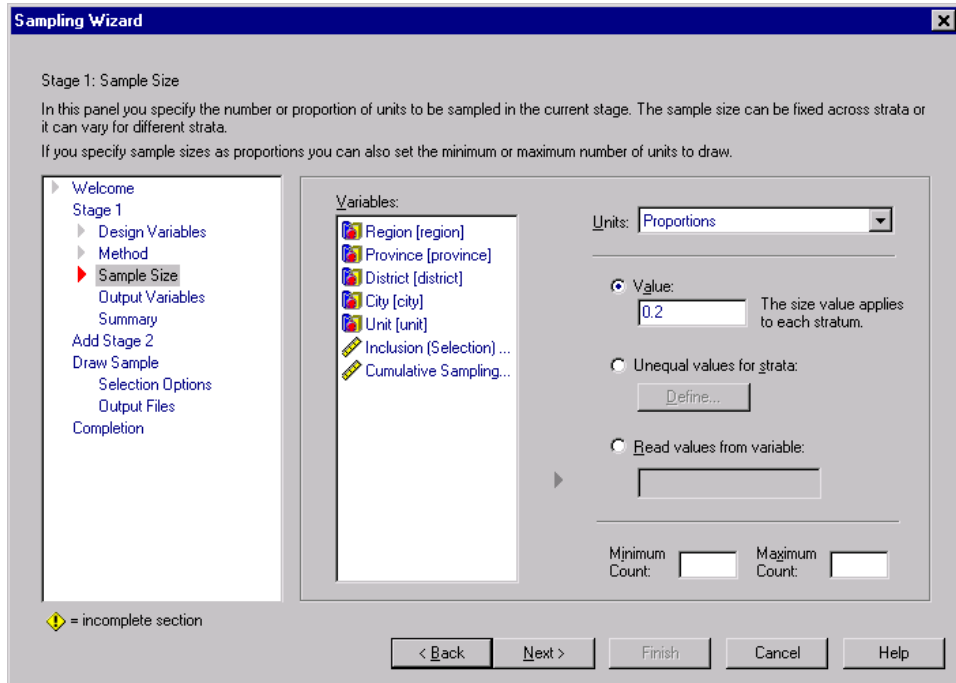 Sampling Wizard
Stage 1: Sample Size
In this panel you specify the number or proportion of units to be sampled in the current stage. The sample size can be fixed across strata or
it can vary for different strata.
If you specify sample sizes as proportions you can also set the minimum or maximum number of units to draw.
Welcome
Stage 1
Design Variables
Method
Sample Size
Output Variables
Summary
Add Stage 2
Draw Sample
Selection Options
Output Files
Completion
! = incomplete section
Variables:
Region [region]
Province [province]
District [district]
City [city]
Unit [unit]
Inclusion (Selection) ...
Cumulative Sampling...
Units: Proportions
Value:
0.2
The size value applies
to each stratum.
Unequal values for strata:
Define...
Read values from variable:
Minimum
Count:
Maximum
Count:
< Back
Next >
Finish
Cancel
Help